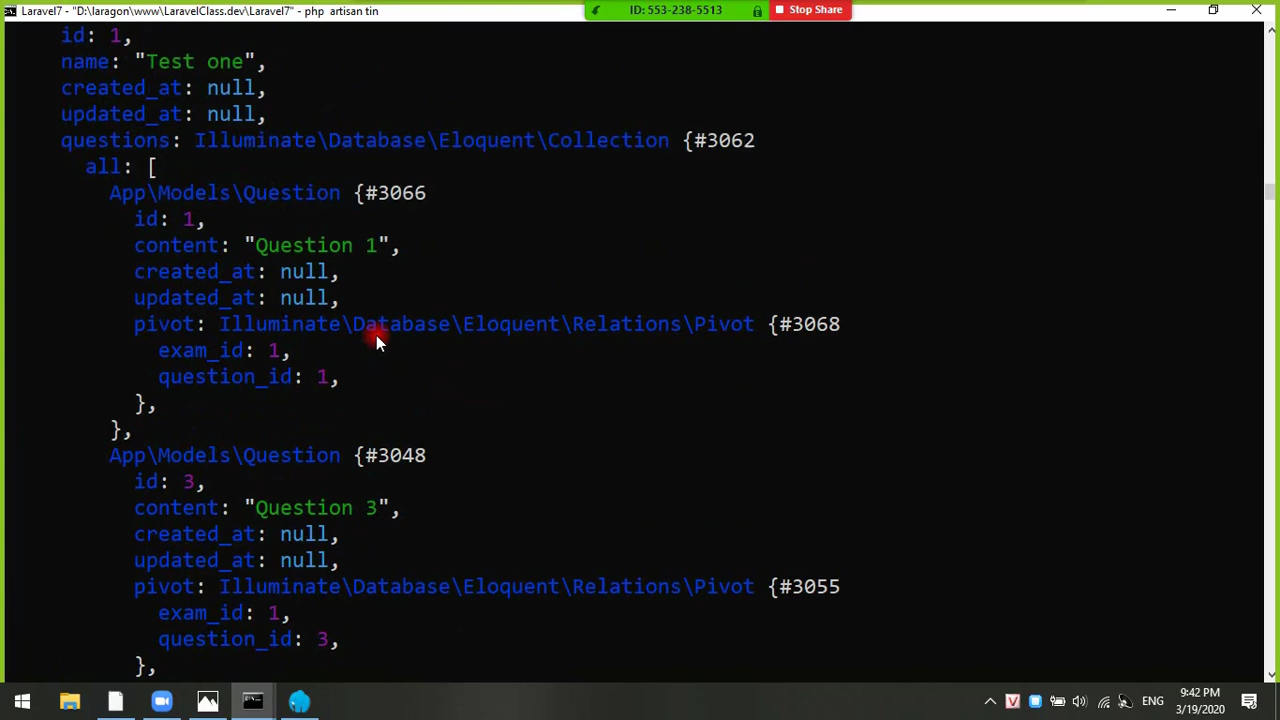 Laravel7 - "D:\laragon\www\LaravelClass.dev\Laravel7" - php artisan tin
ID: 553-238-5513
Stop Share
id: 1,
name: "Test one",
created_at: null,
updated_at: null,
questions: Illuminate\Database\Eloquent\Collection {#3062
all: [
App\Models\Question {#3066
id: 1,
content: "Question 1",
created_at: null,
updated_at: null,
pivot: Illuminate\Database\Eloquent\Relations\Pivot {#3068
exam_id: 1,
question_id: 1,
},
},
App\Models\Question {#3048
id: 3,
content: "Question 3",
created_at: null,
updated_at: null,
pivot: Illuminate\Database\Eloquent\Relations\Pivot {#3055
exam_id: 1,
question_id: 3,
},
ENG
9:42 PM
3/19/2020